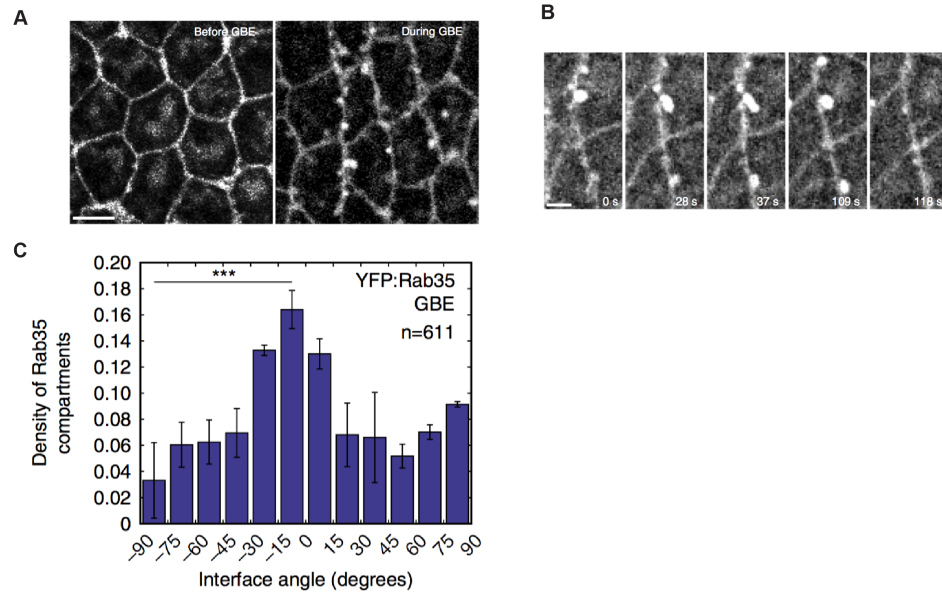 A
Before GBE
During GBE
B
0 s
28 s
37 s
109 s
118 s
C
Density of Rab35
compartments
0.20
0.18
0.16
0.14
0.12
0.10
0.08
0.06
0.04
0.02
0
***
YFP:Rab35
GBE
n=611
–90
–75
–60
–45
–30
–15
0
15
30
45
60
75
90
Interface angle (degrees)